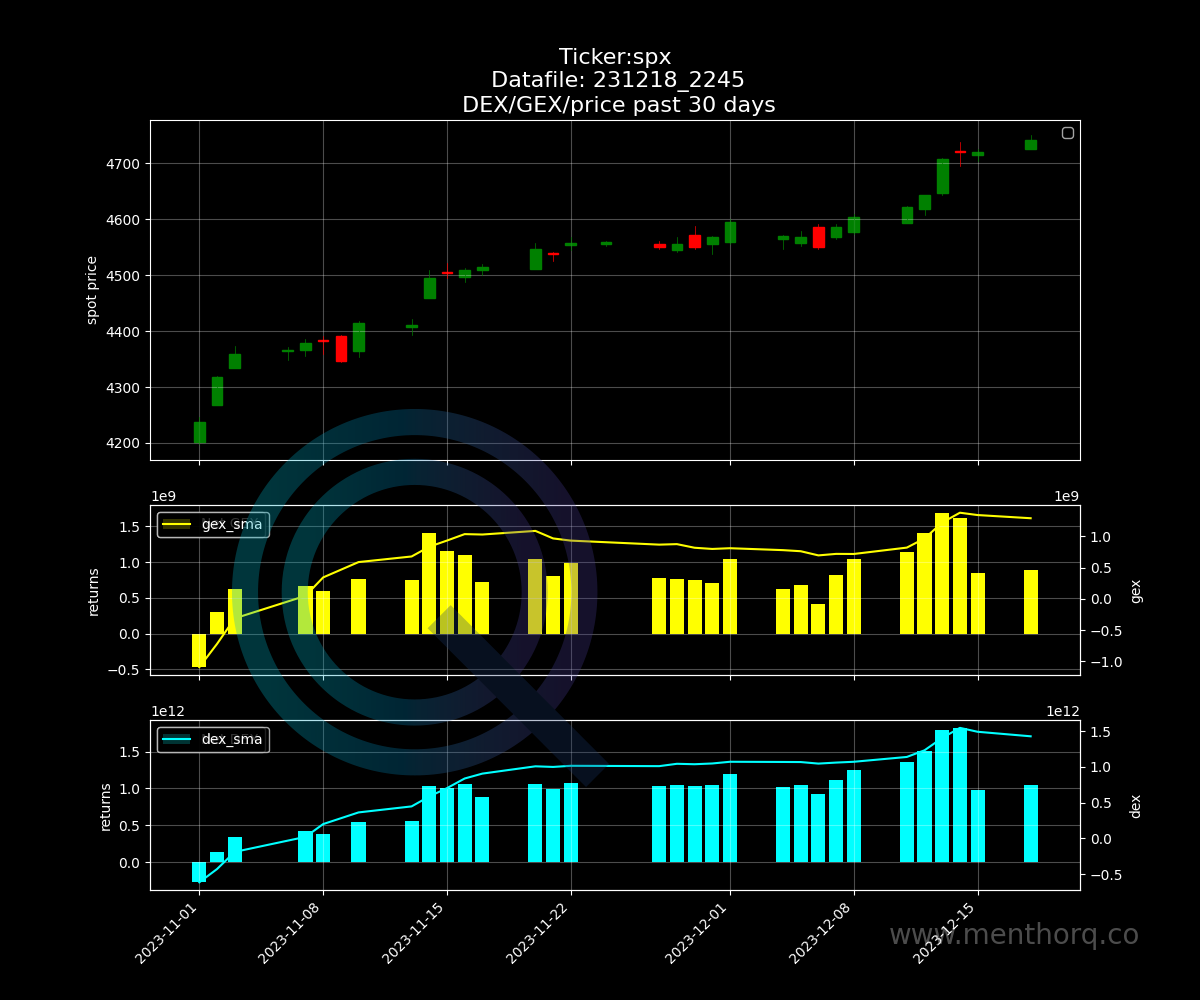 Ticker:spx
Datafile: 231218_2245
DEX/GEX/price past 30 days
4700
4600
4500
4400
4300
4200
spot price
1e9
1e9
gex_sma
1.5
1.0
0.5
0.0
−0.5
returns
1.0
0.5
0.0
−0.5
−1.0
gex
1e12
1e12
dex_sma
1.5
1.0
0.5
0.0
returns
1.5
1.0
0.5
0.0
−0.5
dex
2023-11-01
2023-11-08
2023-11-15
2023-11-22
2023-12-01
2023-12-08
2023-12-15
www.menthorq.co